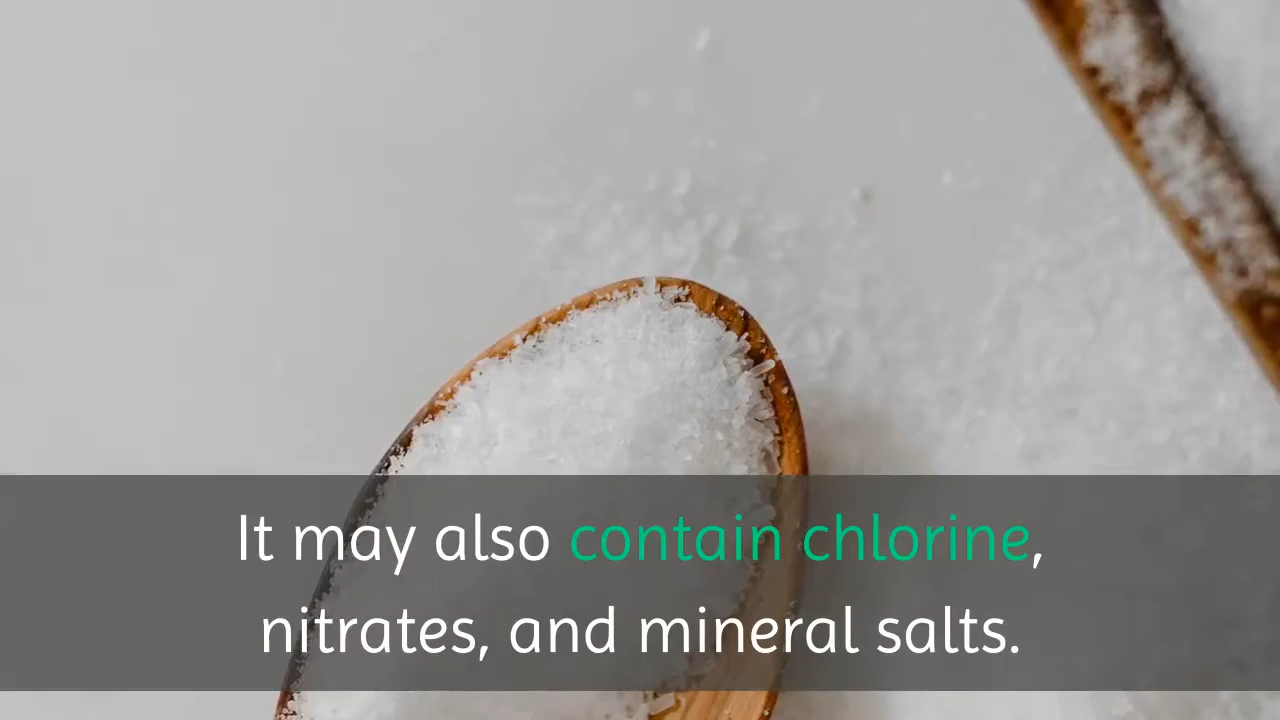 It may also contain chlorine,
nitrates, and mineral salts.